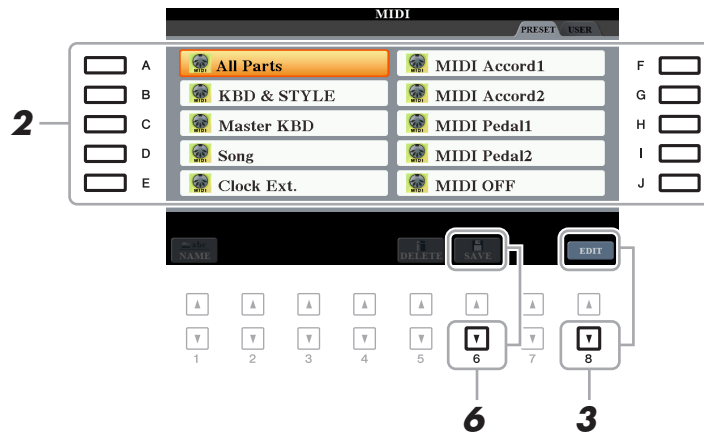 MIDI
PRESET USER
A All Parts MIDI Accord1 F
B KBD & STYLE MIDI Accord2 G
2 C Master KBD MIDI Pedal1 H
D Song MIDI Pedal2 I
E Clock Ext. MIDI OFF J
abc
NAME DELETE SAVE EDIT
1 2 3 4 5 6 7 8
6 3